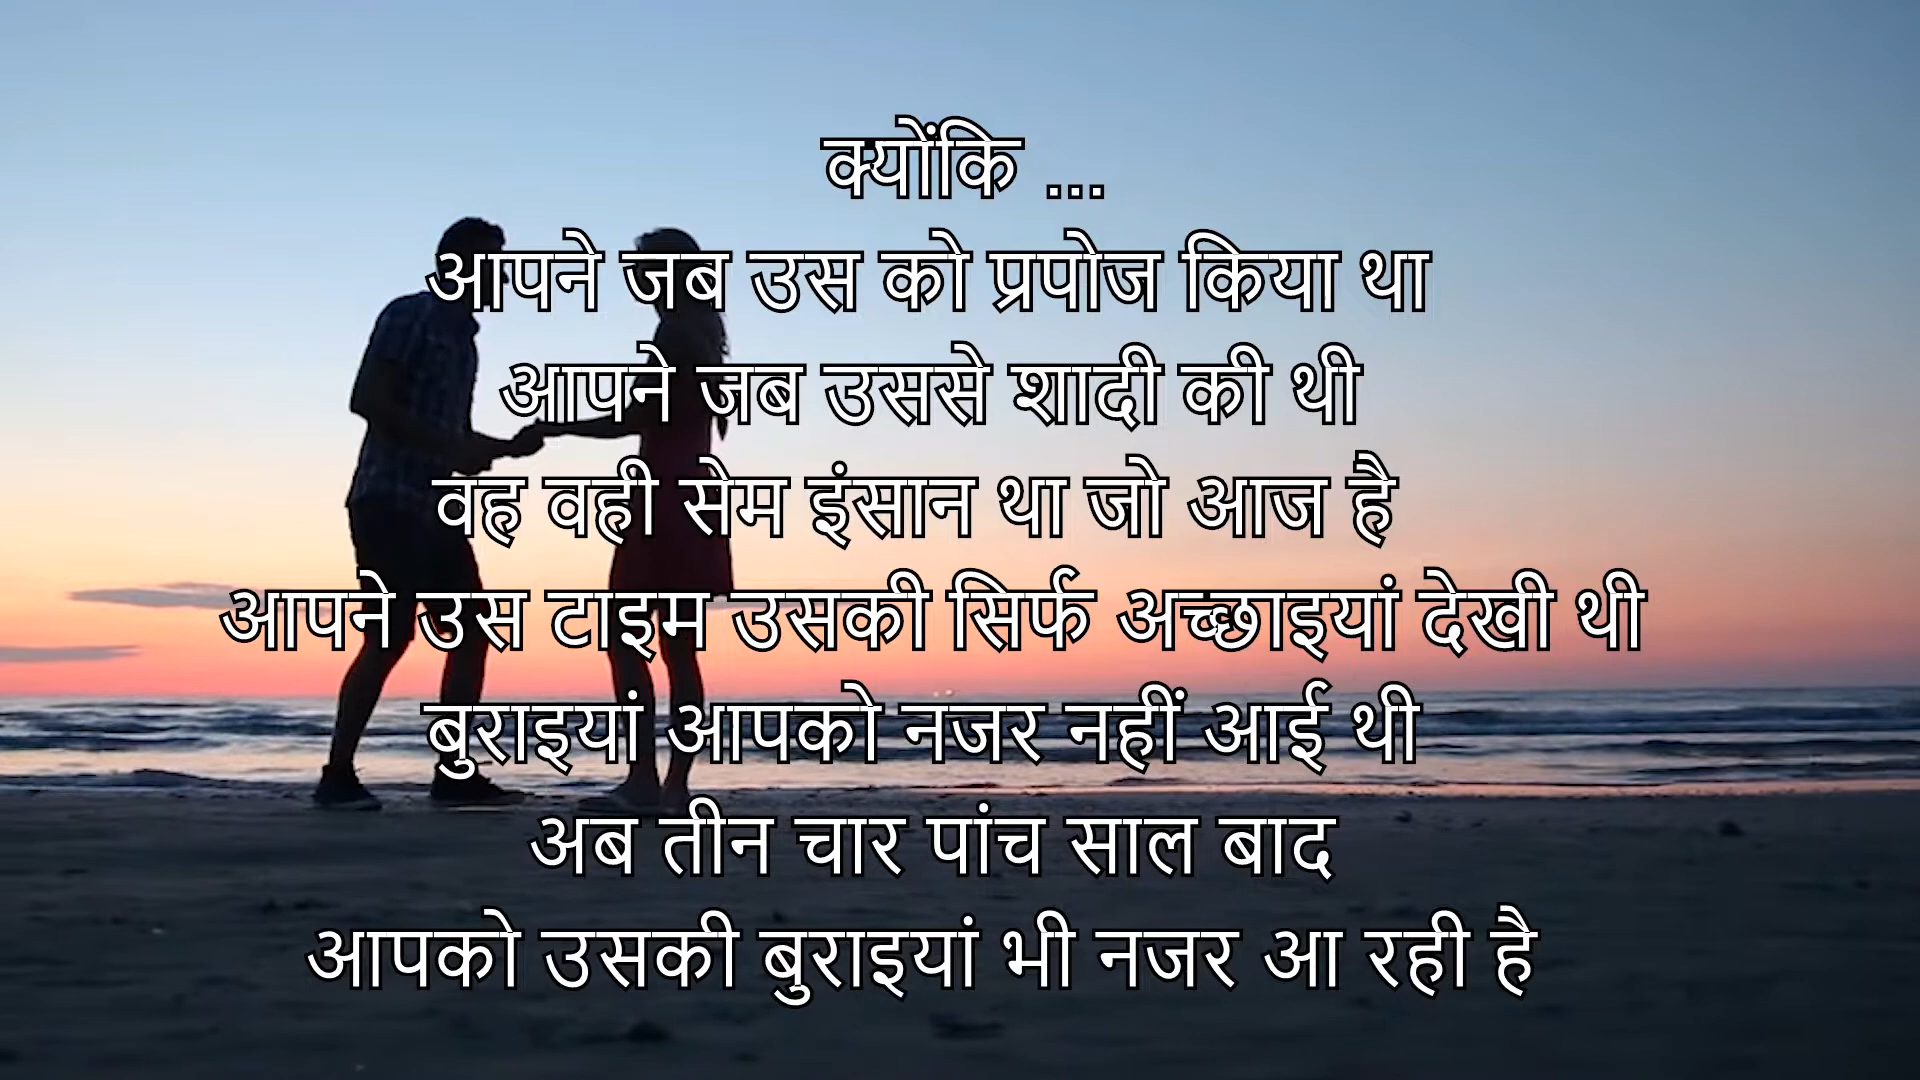 क्योंकि ...
आपने जब उस को प्रपोज किया था
आपने जब उससे शादी की थी
वह वही सेम इंसान था जो आज है
आपने उस टाइम उसकी सिर्फ अच्छाइयां देखी थी
बुराइयां आपको नजर नहीं आई थी
अब तीन चार पांच साल बाद
आपको उसकी बुराइयां भी नजर आ रही है